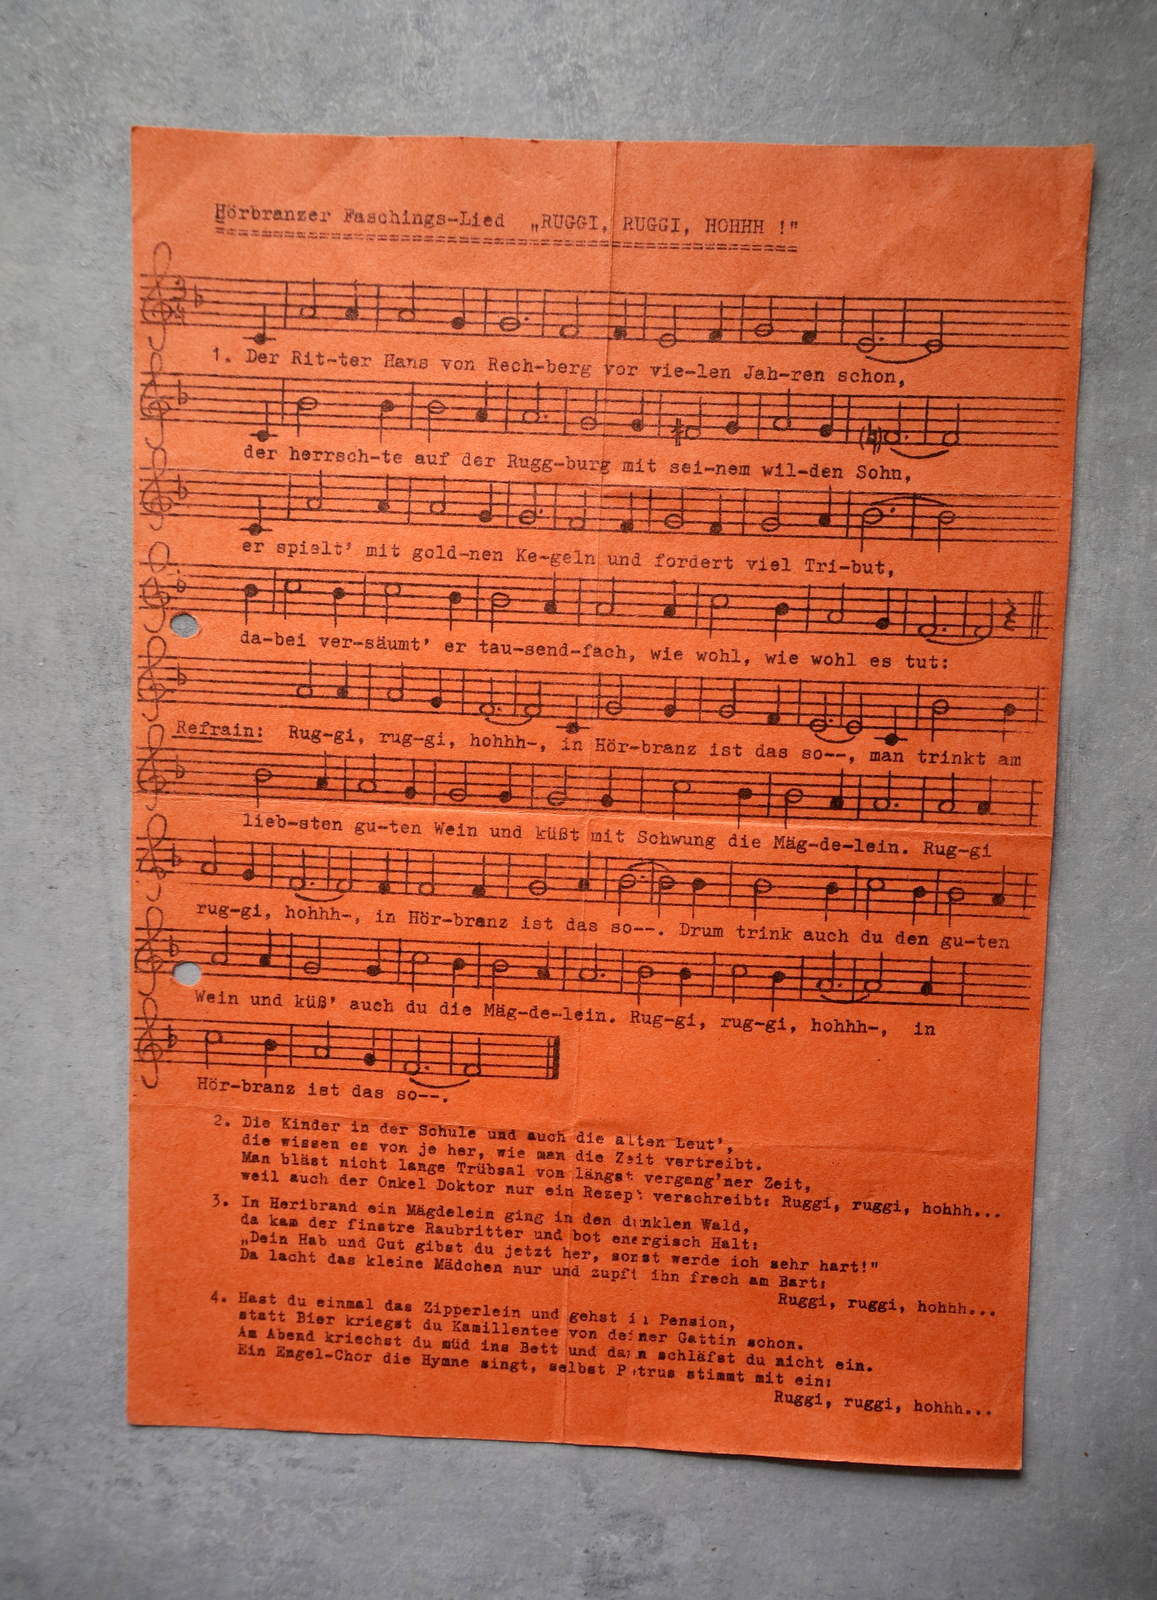 Hörbranzer Faschings-Lied „RUGGI, RUGGI, HOHHH !"
1. Der Rit-ter Hans von Rech-berg vor vie-len Jah-ren schon,
der herrsch-te auf der Rugg-burg mit sei-nem wil-den Sohn,
er spielt' mit gold-nen Ke-geln und fordert viel Tri-but,
da-bei ver-säumt' er tau-send-fach, wie wohl, wie wohl es tut:
Refrain: Rug-gi, rug-gi, hohhh-, in Hör-branz ist das so--, man trinkt am
lieb-sten gu-ten Wein und küßt mit Schwung die Mäg-de-lein. Rug-gi
rug-gi, hohhh-, in Hör-branz ist das so--. Drum trink auch du den gu-ten
Wein und küß' auch du die Mäg-de-lein. Rug-gi, rug-gi, hohhh-, in
Hör-branz ist das so--.
2. Die Kinder in der Schule und auch die alten Leut',
die wissen es von je her, wie man die Zeit vertreibt.
Man bläst nicht lange Trübsal von längst vergang'ner Zeit,
weil auch der Onkel Doktor nur ein Rezept verschreibt: Ruggi, ruggi, hohhh...
3. In Heribrand ein Mägdelein ging in den dunklen Wald,
da kam der finstre Raubritter und bot energisch Halt:
„Dein Hab und Gut gibst du jetzt her, sonst werde ich sehr hart!"
Da lacht das kleine Mädchen nur und zupft ihn frech am Bart:
Ruggi, ruggi, hohhh...
4. Hast du einmal das Zipperlein und gehst in Pension,
statt Bier kriegst du Kamillentee von deiner Gattin schon.
Am Abend kriechst du müd ins Bett und dann schläfst du nicht ein.
Ein Engel-Chor die Hymne singt, selbst Petrus stimmt mit ein:
Ruggi, ruggi, hohhh...